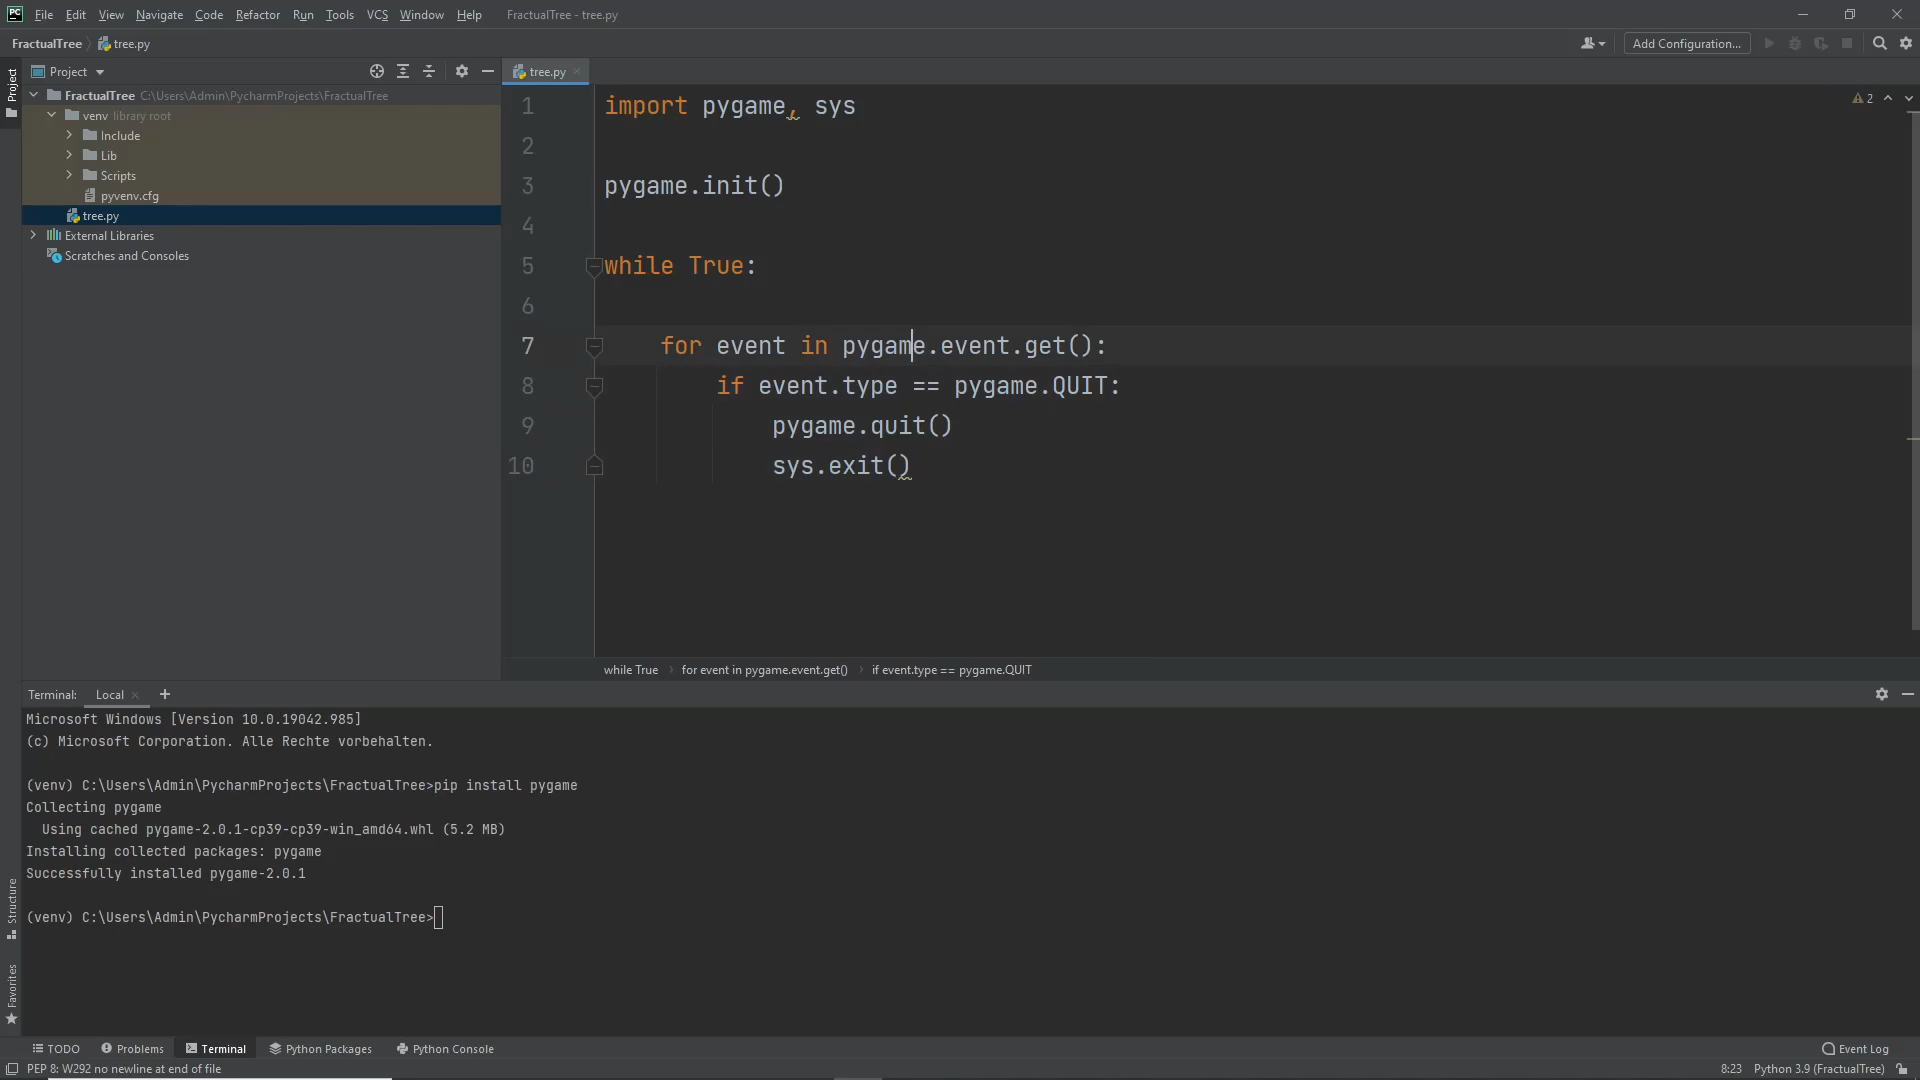 PC File Edit View Navigate Code Refactor Run Tools VCS Window Help FractualTree - tree.py
FractualTree tree.py Add Configuration...
Project
Project
tree.py
FractualTree C:\Users\Admin\PycharmProjects\FractualTree
venv library root
Include
Lib
Scripts
pyvenv.cfg
tree.py
External Libraries
Scratches and Consoles
2
1 import pygame, sys
2
3 pygame.init()
4
5 while True:
6
7 for event in pygame.event.get():
8 if event.type == pygame.QUIT:
9 pygame.quit()
10 sys.exit()
while True for event in pygame.event.get() if event.type == pygame.QUIT
Terminal: Local
Microsoft Windows [Version 10.0.19042.985]
(c) Microsoft Corporation. Alle Rechte vorbehalten.
(venv) C:\Users\Admin\PycharmProjects\FractualTree>pip install pygame
Collecting pygame
Using cached pygame-2.0.1-cp39-cp39-win_amd64.whl (5.2 MB)
Installing collected packages: pygame
Successfully installed pygame-2.0.1
(venv) C:\Users\Admin\PycharmProjects\FractualTree>
Structure
Favorites
TODO Problems Terminal Python Packages Python Console Event Log
PEP 8: W292 no newline at end of file 8:23 Python 3.9 (FractualTree)